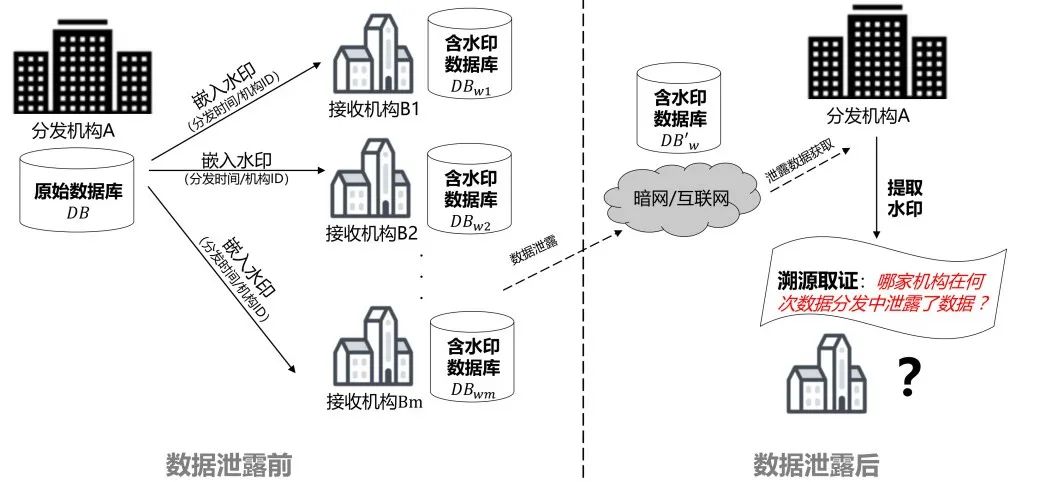 分发机构A
原始数据库
DB
嵌入水印
(分发时间/机构ID)
嵌入水印
(分发时间/机构ID)
嵌入水印
(分发时间/机构ID)
接收机构B1
含水印
数据库
DBw1
接收机构B2
含水印
数据库
DBw2
接收机构Bm
含水印
数据库
DBwm
数据泄露
数据泄露前
含水印
数据库
DB'w
暗网/互联网
泄露数据获取
分发机构A
提取
水印
溯源取证:哪家机构在何
次数据分发中泄露了数据?
?
数据泄露后